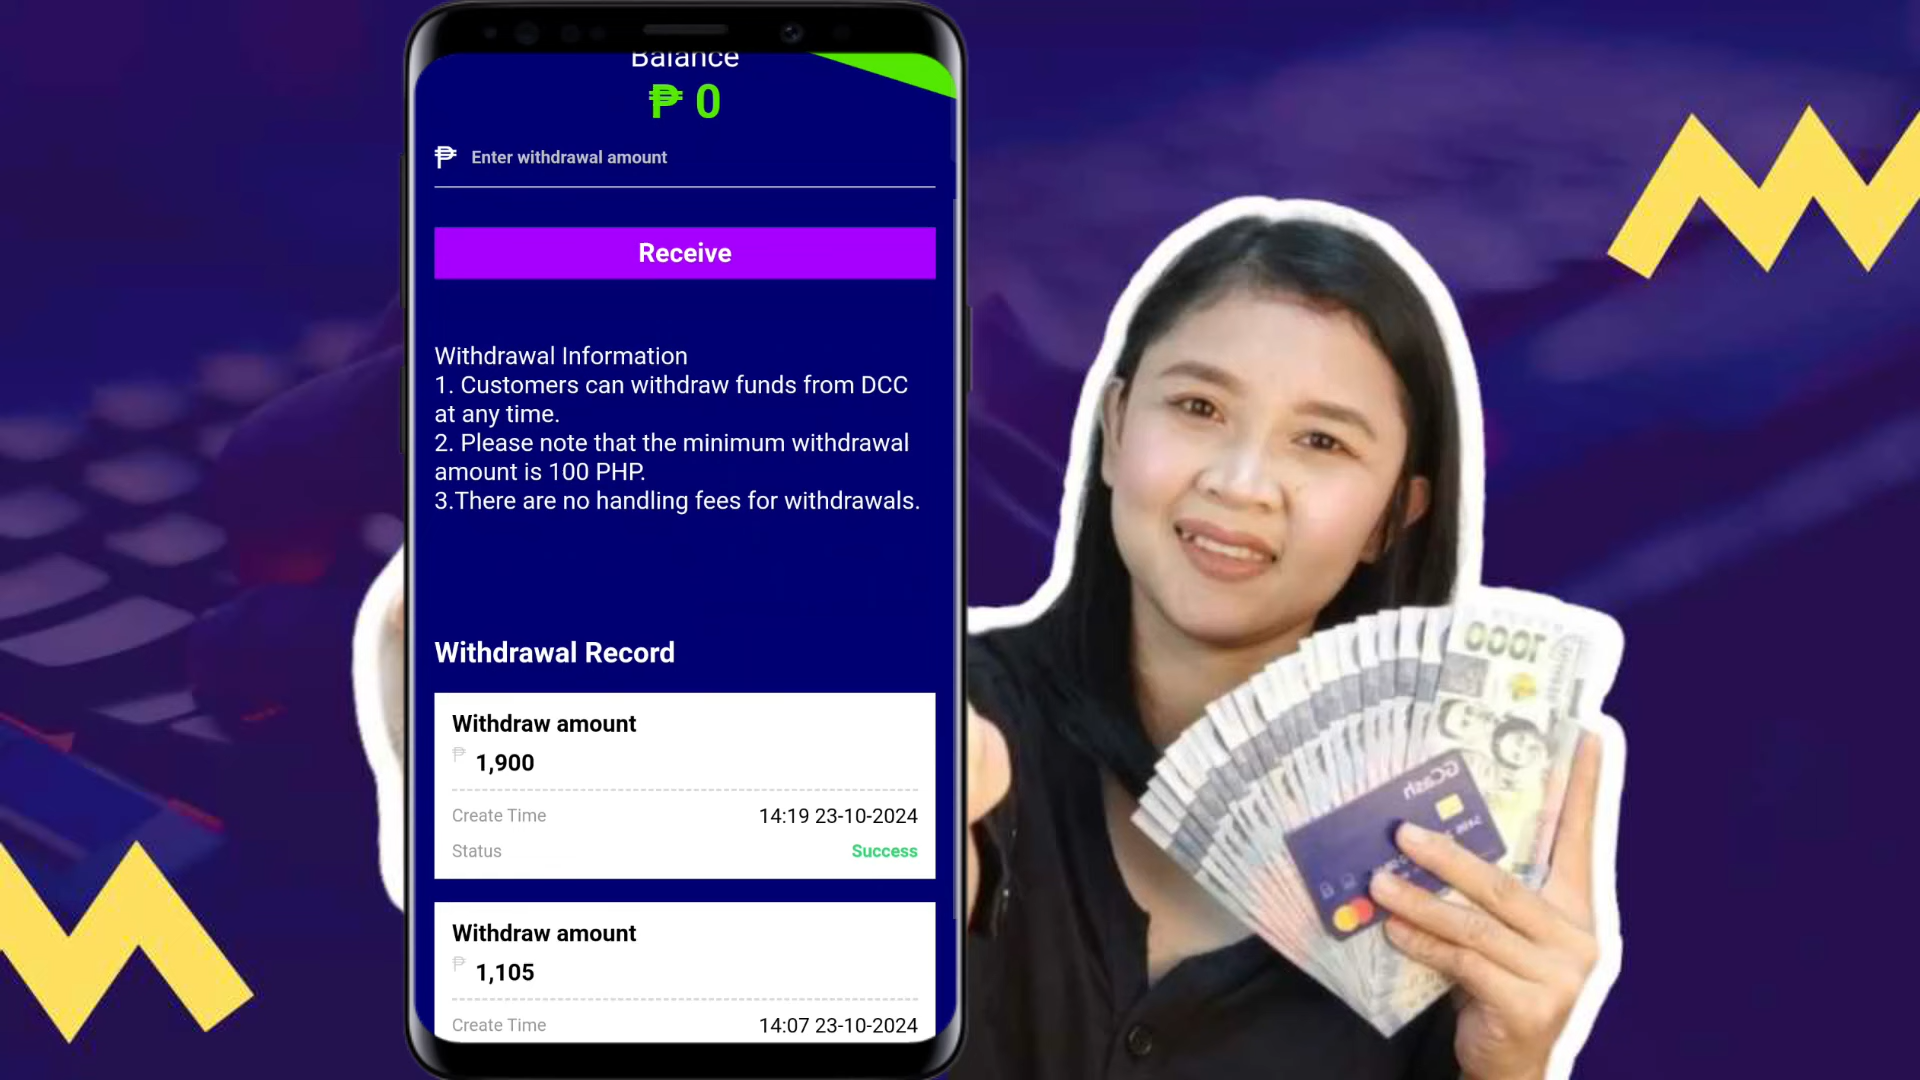 Balance
₱ 0
₱ Enter withdrawal amount
Receive
Withdrawal Information
1. Customers can withdraw funds from DCC
at any time.
2. Please note that the minimum withdrawal
amount is 100 PHP.
3.There are no handling fees for withdrawals.
Withdrawal Record
Withdraw amount
₱ 1,900
Create Time 14:19 23-10-2024
Status Success
Withdraw amount
₱ 1,105
Create Time 14:07 23-10-2024
1000
GCash